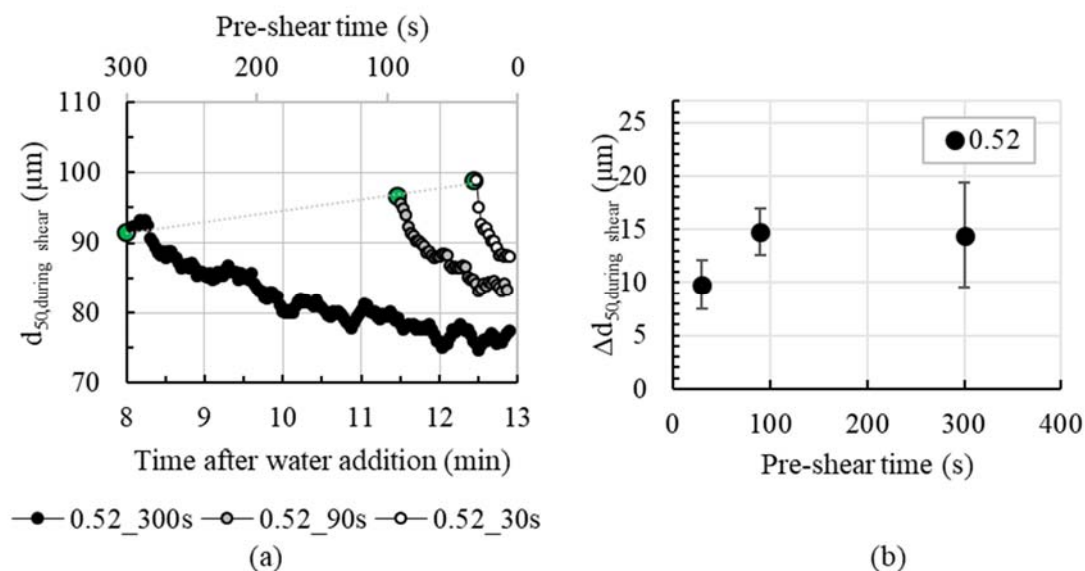 Pre-shear time (s)
300 200 100 0
110
100
90
80
70
d50,during shear (μm)
8 9 10 11 12 13
Time after water addition (min)
0.52_300s 0.52_90s 0.52_30s
(a)
25
20
15
10
5
0
Δd50,during shear (μm)
0.52
0 100 200 300 400
Pre-shear time (s)
(b)